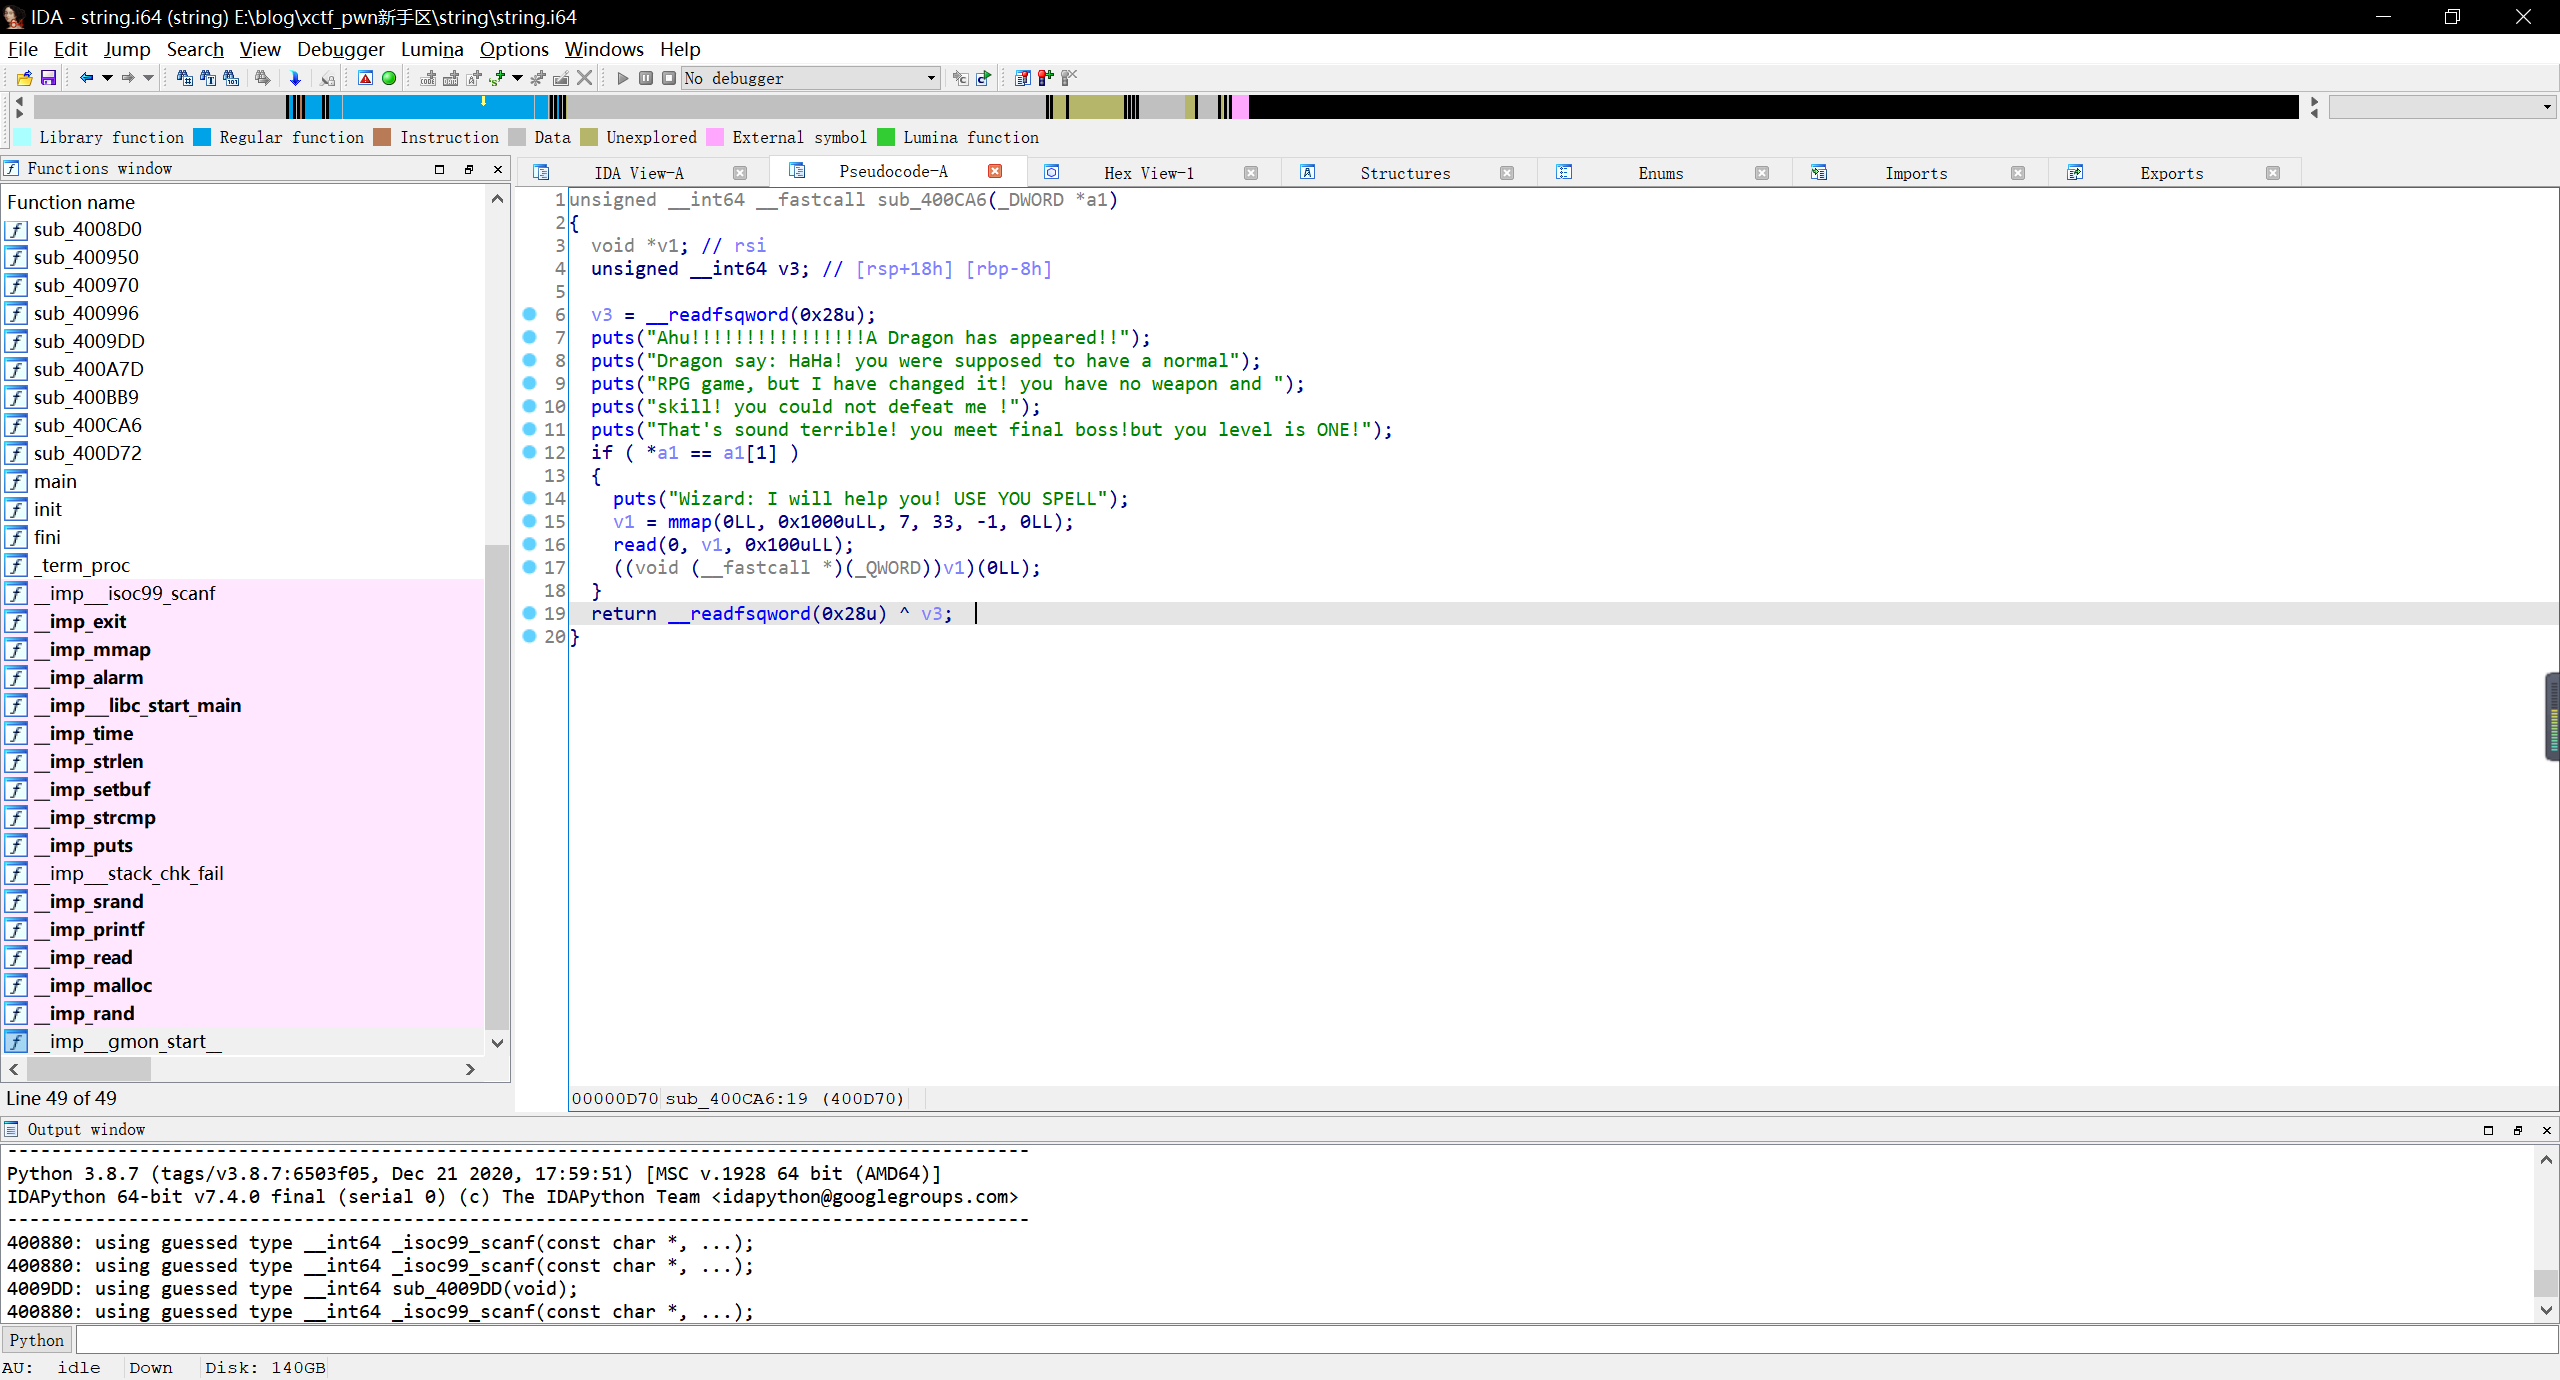 IDA - string.i64 (string) E:\blog\xctf_pwn新手区\string\string.i64
File Edit Jump Search View Debugger Lumina Options Windows Help
No debugger
Library function Regular function Instruction Data Unexplored External symbol Lumina function
Functions window
Function name
sub_4008D0
sub_400950
sub_400970
sub_400996
sub_4009DD
sub_400A7D
sub_400BB9
sub_400CA6
sub_400D72
main
init
fini
_term_proc
__imp___isoc99_scanf
__imp_exit
__imp_mmap
__imp_alarm
__imp___libc_start_main
__imp_time
__imp_strlen
__imp_setbuf
__imp_strcmp
__imp_puts
__imp___stack_chk_fail
__imp_srand
__imp_printf
__imp_read
__imp_malloc
__imp_rand
__imp___gmon_start__
Line 49 of 49
IDA View-A Pseudocode-A Hex View-1 Structures Enums Imports Exports
1 unsigned __int64 __fastcall sub_400CA6(_DWORD *a1)
2 {
3 void *v1; // rsi
4 unsigned __int64 v3; // [rsp+18h] [rbp-8h]
5
6 v3 = __readfsqword(0x28u);
7 puts("Ahu!!!!!!!!!!!!!!!!A Dragon has appeared!!");
8 puts("Dragon say: HaHa! you were supposed to have a normal");
9 puts("RPG game, but I have changed it! you have no weapon and ");
10 puts("skill! you could not defeat me !");
11 puts("That's sound terrible! you meet final boss!but you level is ONE!");
12 if ( *a1 == a1[1] )
13 {
14 puts("Wizard: I will help you! USE YOU SPELL");
15 v1 = mmap(0LL, 0x1000uLL, 7, 33, -1, 0LL);
16 read(0, v1, 0x100uLL);
17 ((void (__fastcall *)(_QWORD))v1)(0LL);
18 }
19 return __readfsqword(0x28u) ^ v3;
20 }
00000D70 sub_400CA6:19 (400D70)
Output window
---------------------------------------------------------------------------------------------
Python 3.8.7 (tags/v3.8.7:6503f05, Dec 21 2020, 17:59:51) [MSC v.1928 64 bit (AMD64)]
IDAPython 64-bit v7.4.0 final (serial 0) (c) The IDAPython Team <idapython@googlegroups.com>
---------------------------------------------------------------------------------------------
400880: using guessed type __int64 _isoc99_scanf(const char *, ...);
400880: using guessed type __int64 _isoc99_scanf(const char *, ...);
4009DD: using guessed type __int64 sub_4009DD(void);
400880: using guessed type __int64 _isoc99_scanf(const char *, ...);
Python
AU: idle Down Disk: 140GB